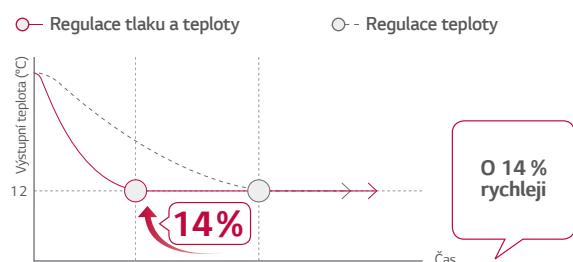 Regulace tlaku a teploty
Regulace teploty
Výstupní teplota (°C)
12
14%
O 14 %
rychleji
Čas